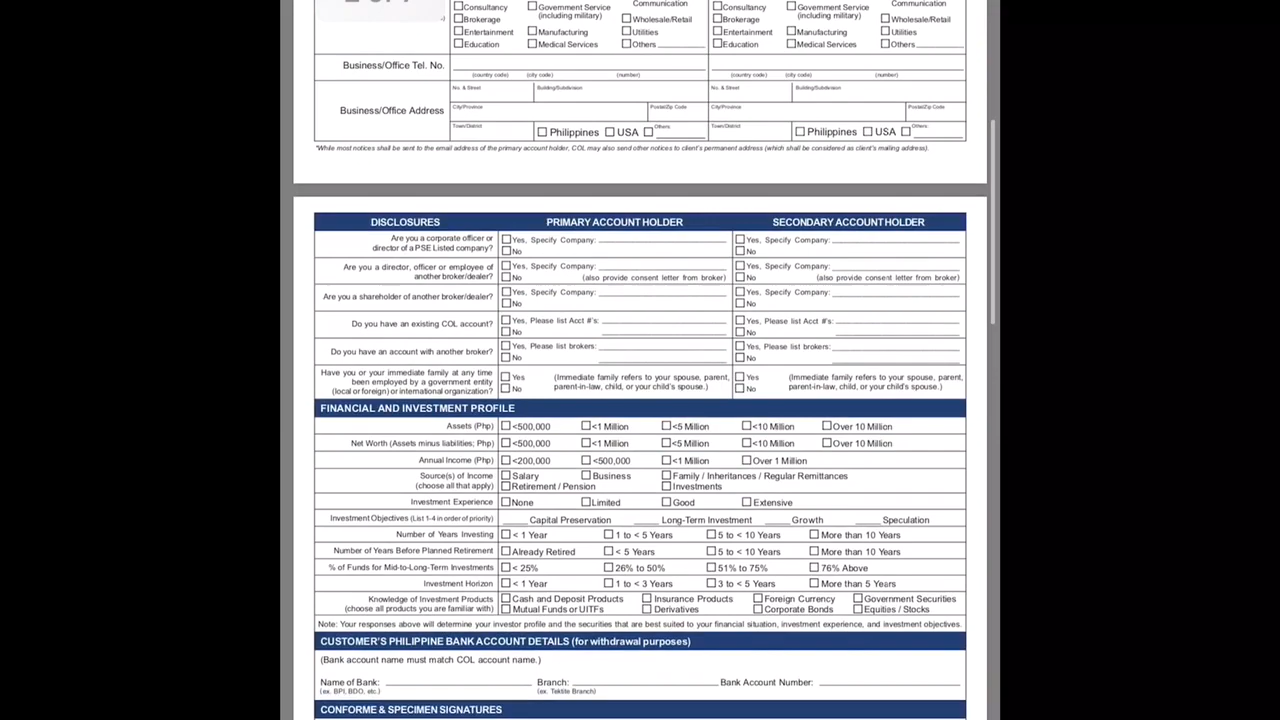 Communication Communication
Consultancy Government Service Consultancy Government Service
(including military) (including military)
Brokerage Wholesale/Retail Brokerage Wholesale/Retail
Entertainment Manufacturing Utilities Entertainment Manufacturing Utilities
Education Medical Services Others Education Medical Services Others
Business/Office Tel. No.
(country code) (city code) (number) (country code) (city code) (number)
No. & Street Building/Subdivision No. & Street Building/Subdivision
Business/Office Address
City/Province Postal/Zip Code City/Province Postal/Zip Code
Town/District Philippines USA Others: Town/District Philippines USA Others:
*While most notices shall be sent to the email address of the primary account holder, COL may also send other notices to client's permanent address (which shall be considered as client's mailing address).
DISCLOSURES PRIMARY ACCOUNT HOLDER SECONDARY ACCOUNT HOLDER
Are you a corporate officer or Yes, Specify Company: Yes, Specify Company:
director of a PSE Listed company? No No
Are you a director, officer or employee of Yes, Specify Company: Yes, Specify Company:
another broker/dealer? No (also provide consent letter from broker) No (also provide consent letter from broker)
Are you a shareholder of another broker/dealer? Yes, Specify Company: Yes, Specify Company:
No No
Do you have an existing COL account? Yes, Please list Acct #'s: Yes, Please list Acct #'s:
No No
Do you have an account with another broker? Yes, Please list brokers: Yes, Please list brokers:
No No
Have you or your immediate family at any time
been employed by a government entity
(local or foreign) or international organization?
Yes (Immediate family refers to your spouse, parent, Yes (Immediate family refers to your spouse, parent,
No parent-in-law, child, or your child's spouse.) No parent-in-law, child, or your child's spouse.)
FINANCIAL AND INVESTMENT PROFILE
Assets (Php) <500,000 <1 Million <5 Million <10 Million Over 10 Million
Net Worth (Assets minus liabilities; Php) <500,000 <1 Million <5 Million <10 Million Over 10 Million
Annual Income (Php) <200,000 <500,000 <1 Million Over 1 Million
Source(s) of Income Salary Business Family / Inheritances / Regular Remittances
(choose all that apply) Retirement / Pension Investments
Investment Experience None Limited Good Extensive
Investment Objectives (List 1-4 in order of priority) Capital Preservation Long-Term Investment Growth Speculation
Number of Years Investing < 1 Year 1 to < 5 Years 5 to < 10 Years More than 10 Years
Number of Years Before Planned Retirement Already Retired < 5 Years 5 to < 10 Years More than 10 Years
% of Funds for Mid-to-Long-Term Investments < 25% 26% to 50% 51% to 75% 76% Above
Investment Horizon < 1 Year 1 to < 3 Years 3 to < 5 Years More than 5 Years
Knowledge of Investment Products Cash and Deposit Products Insurance Products Foreign Currency Government Securities
(choose all products you are familiar with) Mutual Funds or UITFs Derivatives Corporate Bonds Equities / Stocks
Note: Your responses above will determine your investor profile and the securities that are best suited to your financial situation, investment experience, and investment objectives.
CUSTOMER'S PHILIPPINE BANK ACCOUNT DETAILS (for withdrawal purposes)
(Bank account name must match COL account name.)
Name of Bank: Branch: Bank Account Number:
(ex. BPI, BDO, etc.) (ex. Tektite Branch)
CONFORME & SPECIMEN SIGNATURES